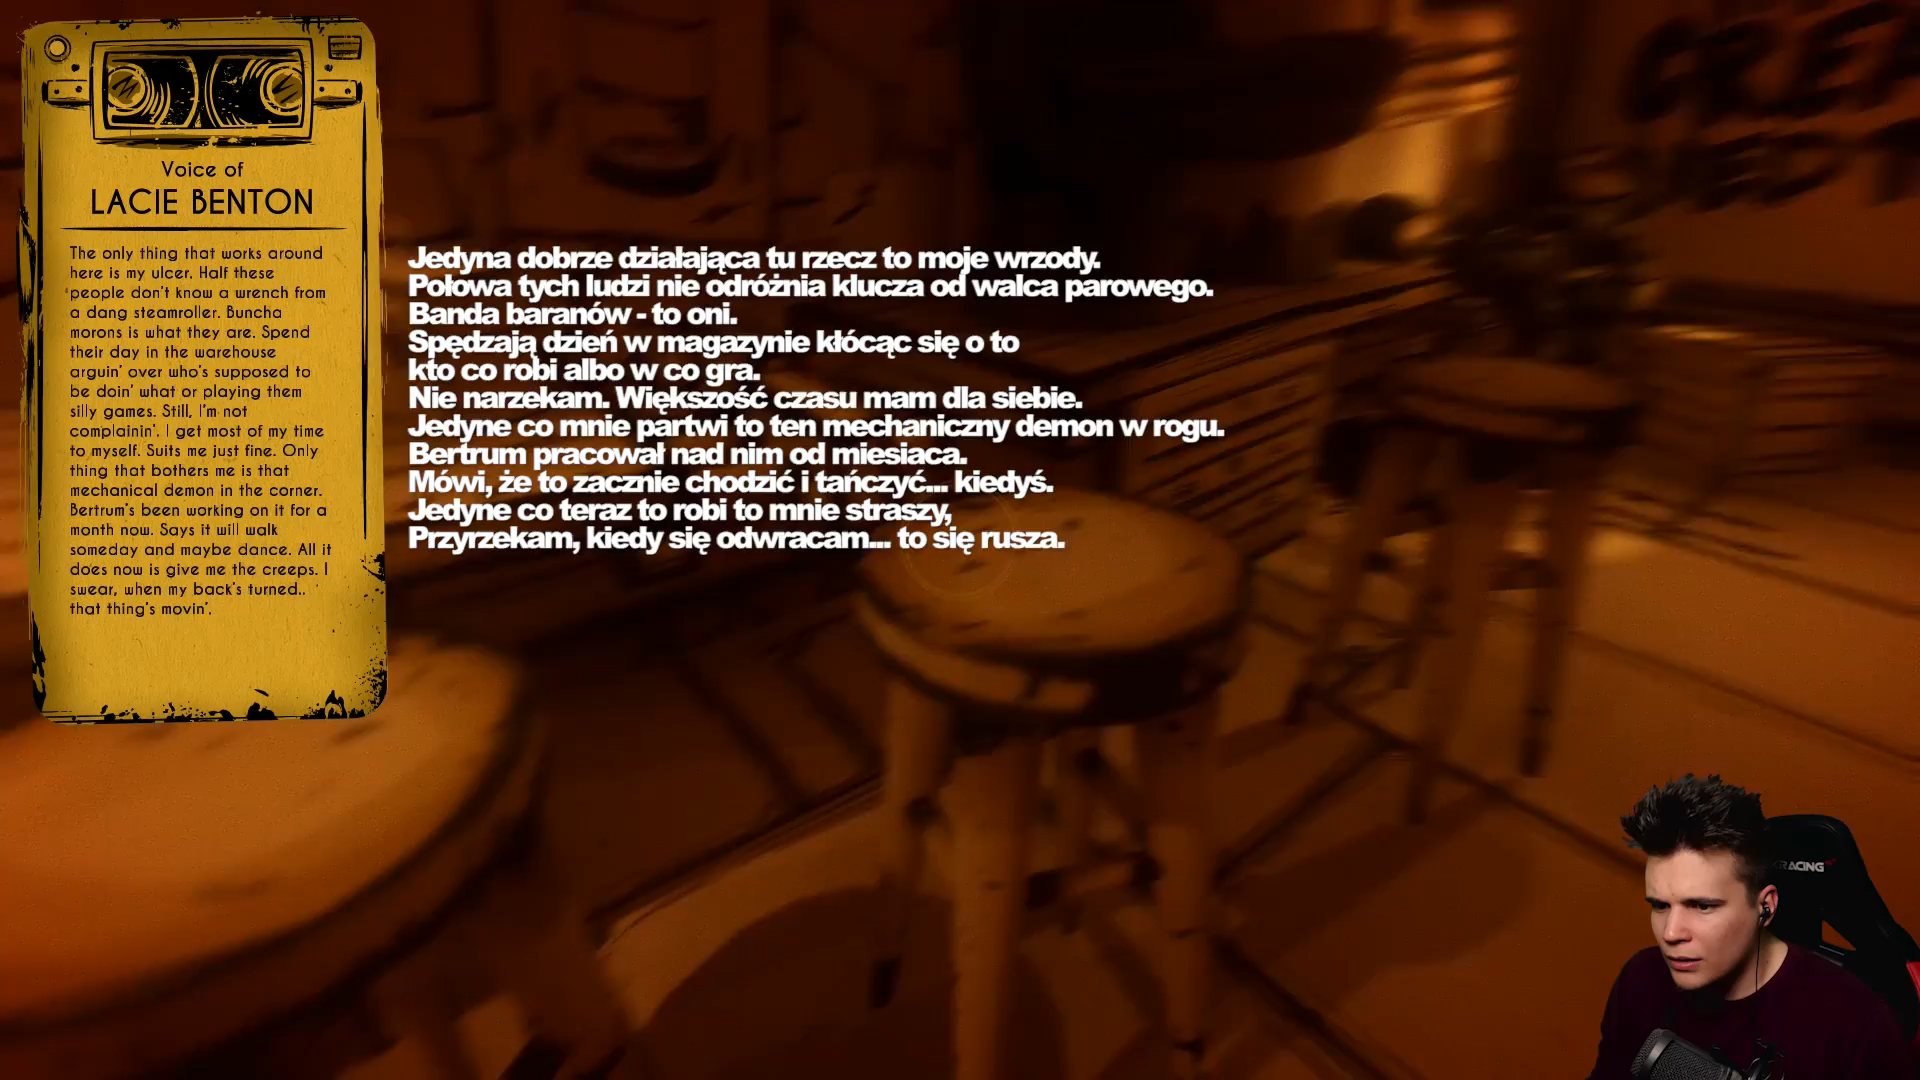 Voice of
LACIE BENTON
The only thing that works around
here is my ulcer. Half these
people don't know a wrench from
a dang steamroller. Buncha
morons is what they are. Spend
their day in the warehouse
arguin' over who's supposed to
be doin' what or playing them
silly games. Still, I'm not
complainin'. I get most of my time
to myself. Suits me just fine. Only
thing that bothers me is that
mechanical demon in the corner.
Bertrum's been working on it for a
month now. Says it will walk
someday and maybe dance. All it
does now is give me the creeps. I
swear, when my back's turned..
that thing's movin'.
Jedyna dobrze działająca tu rzecz to moje wrzody.
Połowa tych ludzi nie odróżnia klucza od walca parowego.
Banda baranów - to oni.
Spędzają dzień w magazynie kłócąc się o to
kto co robi albo w co gra.
Nie narzekam. Większość czasu mam dla siebie.
Jedyne co mnie partwi to ten mechaniczny demon w rogu.
Bertrum pracował nad nim od miesiaca.
Mówi, że to zacznie chodzić i tańczyć... kiedyś.
Jedyne co teraz to robi to mnie straszy,
Przyrzekam, kiedy się odwracam... to się rusza.
RACING